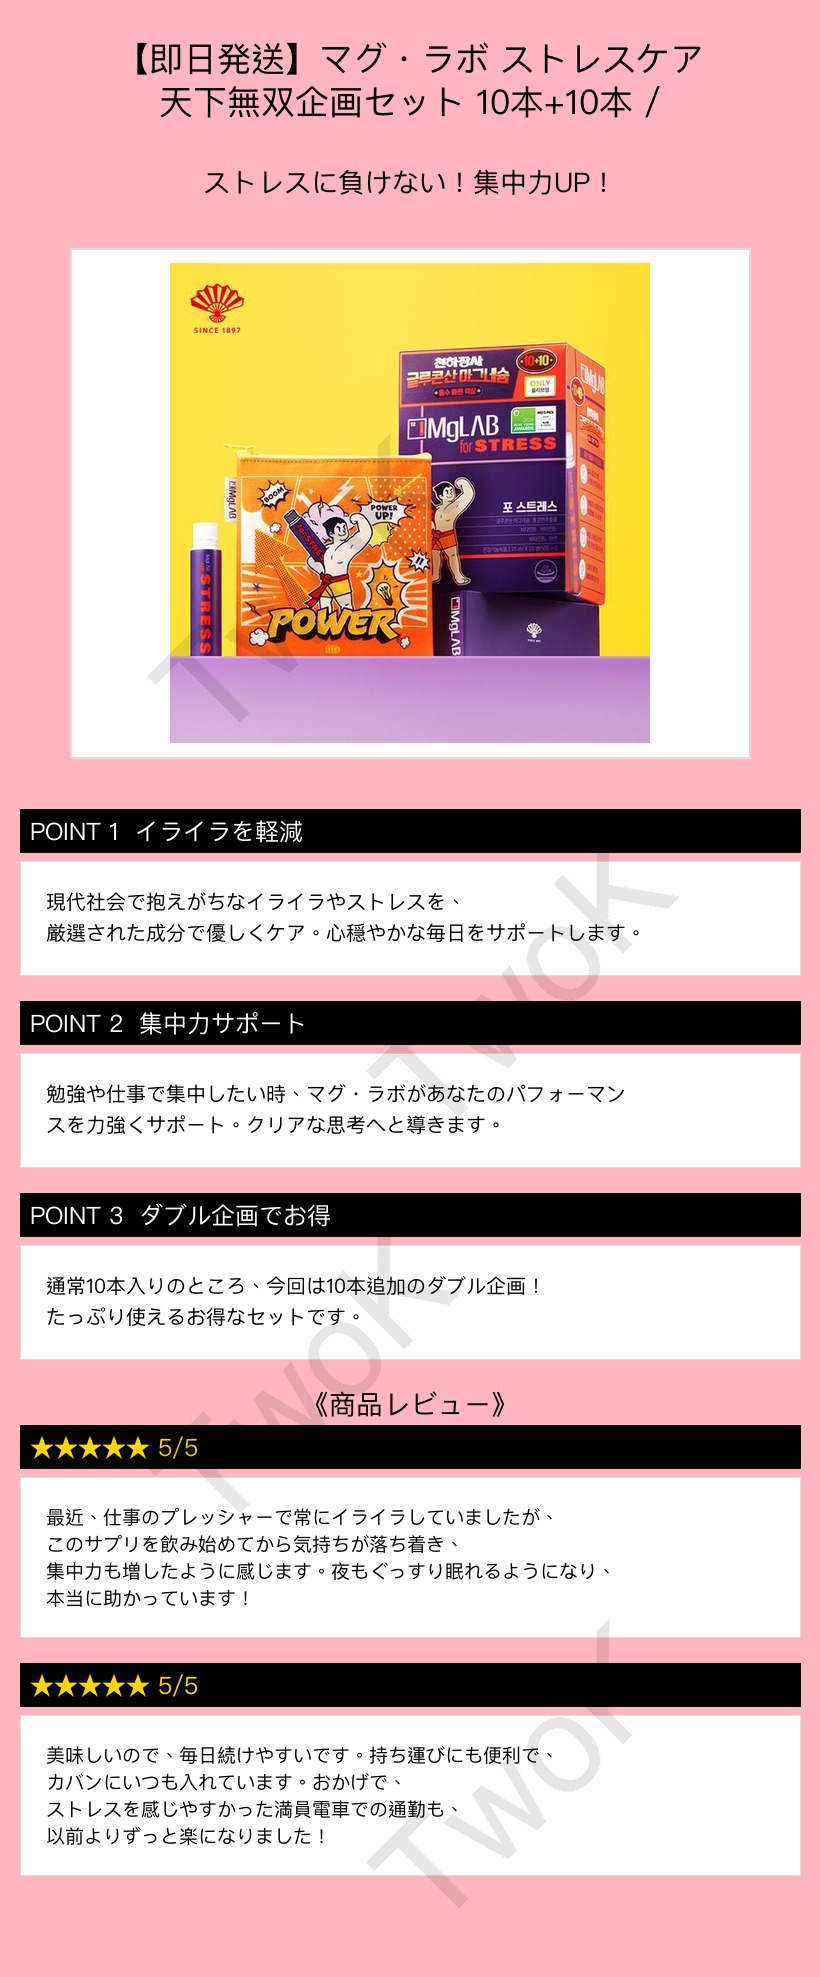 【即日発送】マグ・ラボ ストレスケア
天下無双企画セット 10本+10本 /
ストレスに負けない！集中力UP！
SINCE 1897
천하장사
10+10
글루콘산 마그네슘
흡수 빠른 액상
ONLY
올리브영
MgLAB
for STRESS
포 스트레스
BOOM!
POWER
UP!
POWER
MgLAB
STRESS
MgLAB
TwoK
POINT 1 イライラを軽減
現代社会で抱えがちなイライラやストレスを、
厳選された成分で優しくケア。心穏やかな毎日をサポートします。
TwoK
POINT 2 集中力サポート
勉強や仕事で集中したい時、マグ・ラボがあなたのパフォーマン
スを力強くサポート。クリアな思考へと導きます。
POINT 3 ダブル企画でお得
通常10本入りのところ、今回は10本追加のダブル企画！
たっぷり使えるお得なセットです。
TwoK
《商品レビュー》
★★★★★ 5/5
最近、仕事のプレッシャーで常にイライラしていましたが、
このサプリを飲み始めてから気持ちが落ち着き、
集中力も増したように感じます。夜もぐっすり眠れるようになり、
本当に助かっています！
★★★★★ 5/5
美味しいので、毎日続けやすいです。持ち運びにも便利で、
カバンにいつも入れています。おかげで、
ストレスを感じやすかった満員電車での通勤も、
以前よりずっと楽になりました！
TwoK